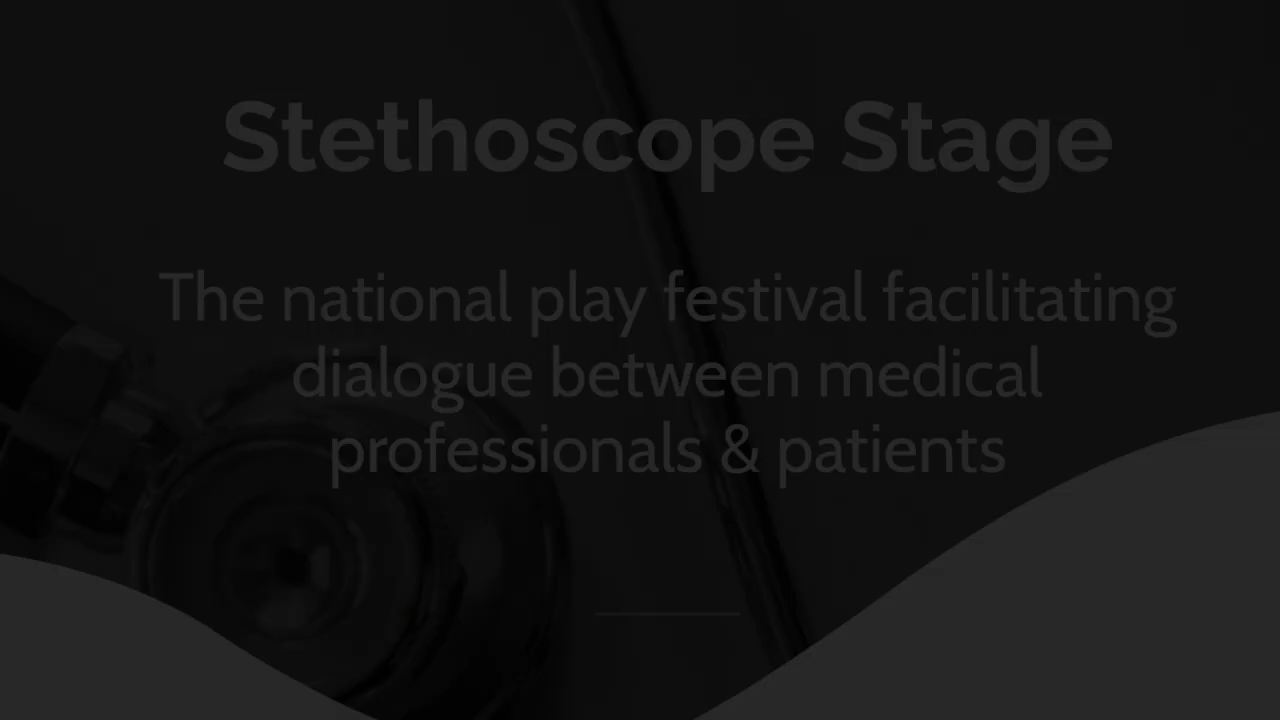 Stethoscope Stage
The national play festival facilitating
dialogue between medical
professionals & patients